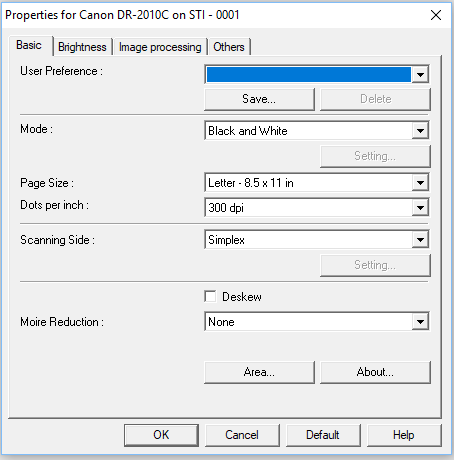 Properties for Canon DR-2010C on STI - 0001
Basic Brightness Image processing Others
User Preference :
Save... Delete
Mode : Black and White
Setting...
Page Size : Letter - 8.5 x 11 in
Dots per inch : 300 dpi
Scanning Side : Simplex
Setting...
Deskew
Moire Reduction : None
Area... About...
OK Cancel Default Help